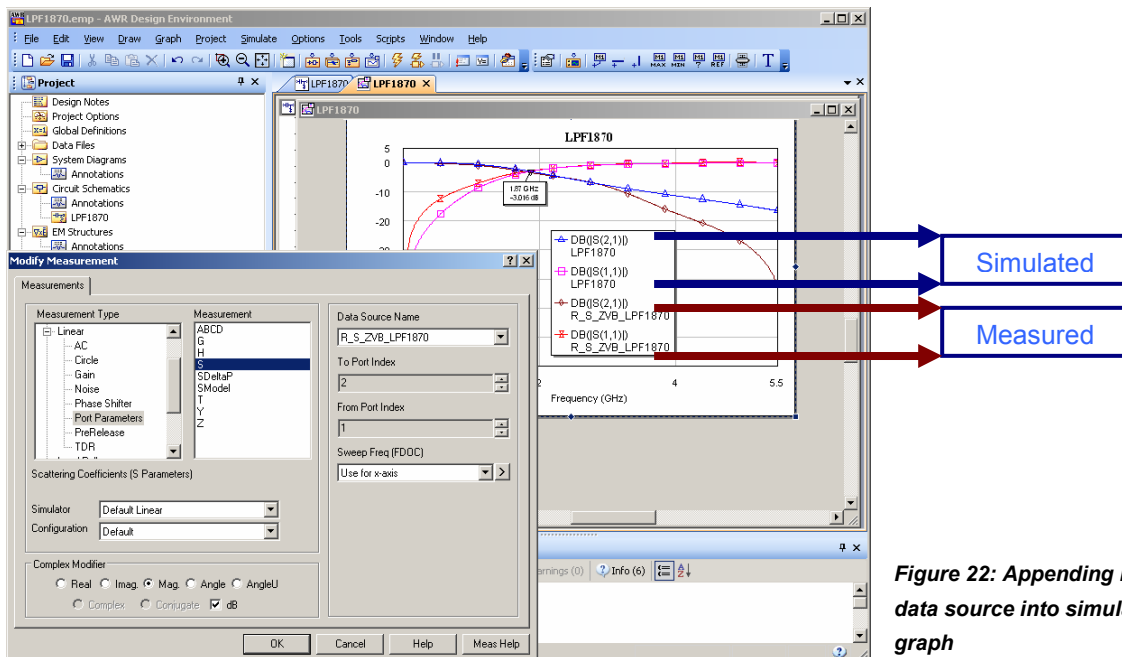 LPF1870.emp - AWR Design Environment
File Edit View Draw Graph Project Simulate Options Tools Scripts Window Help
MAX MIN ? REF T
Project
LPF1870 LPF1870
Design Notes
Project Options
Global Definitions
Data Files
System Diagrams
Annotations
Circuit Schematics
Annotations
LPF1870
EM Structures
Annotations
LPF1870
LPF1870
5
0
-10
-20
1.87 GHz
-3.016 dB
DB(|S(2,1)|)
LPF1870
DB(|S(1,1)|)
LPF1870
DB(|S(2,1)|)
R_S_ZVB_LPF1870
DB(|S(1,1)|)
R_S_ZVB_LPF1870
2 4 5.5
Frequency (GHz)
Simulated
Measured
Modify Measurement
Measurements
Measurement Type
Linear
AC
Circle
Gain
Noise
Phase Shifter
Port Parameters
PreRelease
TDR
Measurement
ABCD
G
H
S
SDeltaP
SModel
T
Y
Z
Data Source Name
R_S_ZVB_LPF1870
To Port Index
2
From Port Index
1
Sweep Freq (FDOC)
Use for x-axis
Scattering Coefficients (S Parameters)
Simulator Default Linear
Configuration Default
Complex Modifier
Real Imag. Mag. Angle AngleU
Complex Conjugate dB
OK Cancel Help Meas Help
(0) Info (6)
Figure 22: Appending
data source into
graph